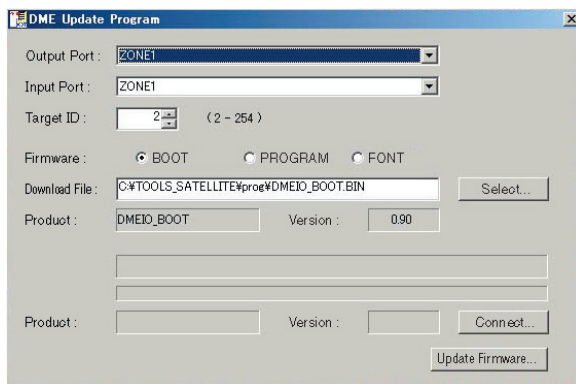 DME Update Program
Output Port : ZONE1
Input Port : ZONE1
Target ID : 2 ( 2 - 254 )
Firmware : BOOT PROGRAM FONT
Download File : C:¥TOOLS_SATELLITE¥prog¥DMEIO_BOOT.BIN Select...
Product : DMEIO_BOOT Version : 0.90
Product : Version : Connect...
Update Firmware...